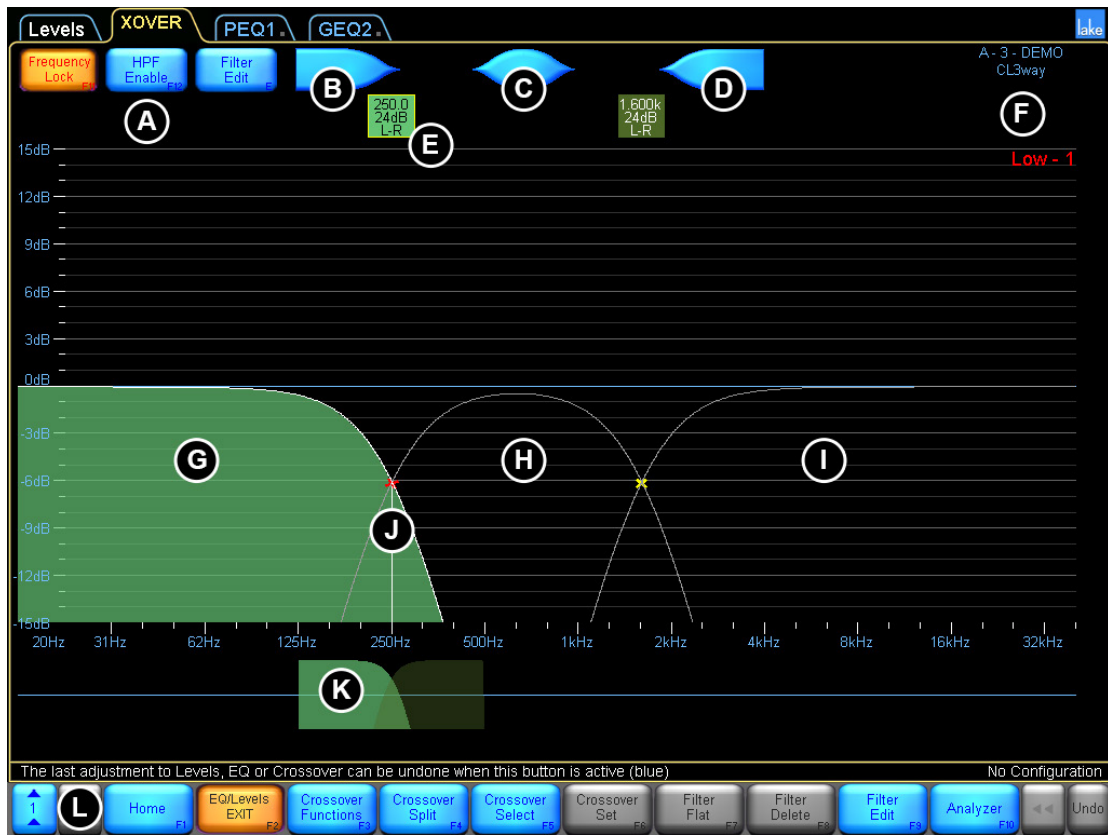 Levels
XOVER
PEQ1
GEQ2
lake
Frequency
Lock
F11
HPF
Enable
F12
Filter
Edit
F
B
C
D
A - 3 - DEMO
CL3way
A
250.0
24dB
L-R
E
1.600k
24dB
L-R
F
15dB
Low - 1
12dB
9dB
6dB
3dB
0dB
-3dB
G
H
I
-6dB
-9dB
J
-12dB
-15dB
20Hz 31Hz 62Hz 125Hz 250Hz 500Hz 1kHz 2kHz 4kHz 8kHz 16kHz 32kHz
K
The last adjustment to Levels, EQ or Crossover can be undone when this button is active (blue)
No Configuration
1
L
Home
F1
EQ/Levels
EXIT
F2
Crossover
Functions
F3
Crossover
Split
F4
Crossover
Select
F5
Crossover
Set
F6
Filter
Flat
F7
Filter
Delete
F8
Filter
Edit
F9
Analyzer
F10
Undo